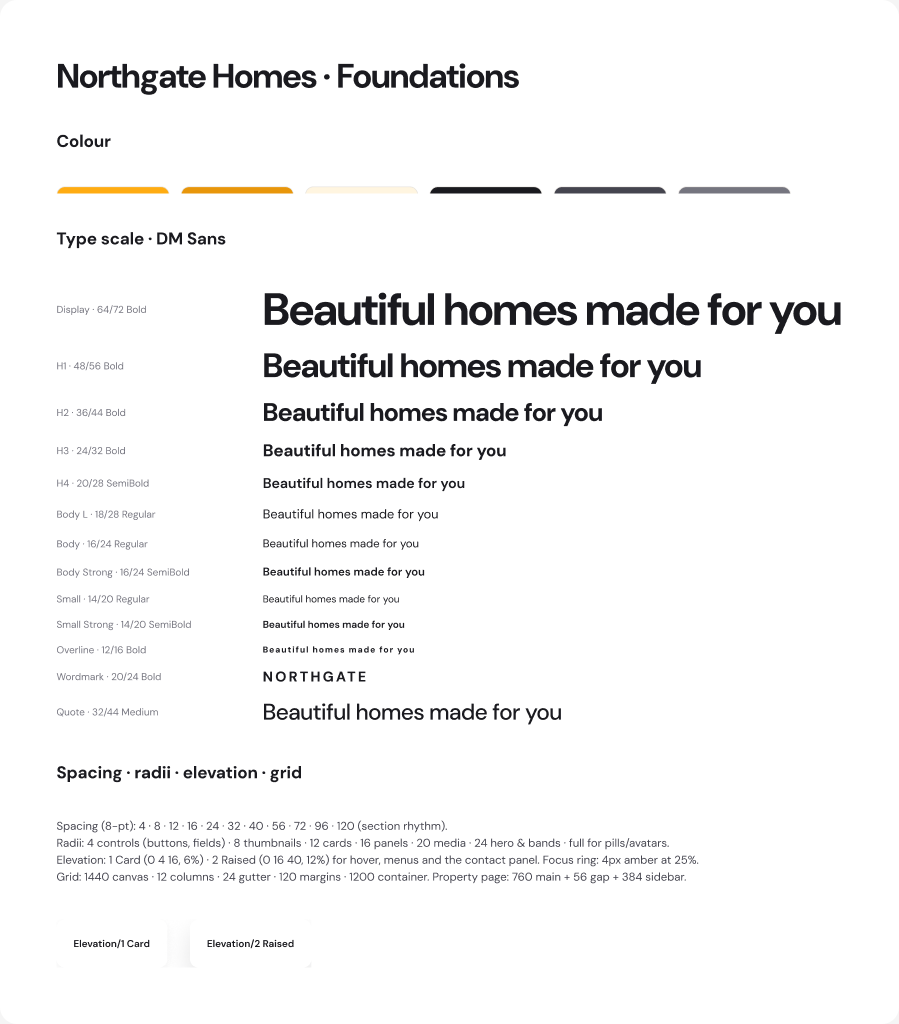 Northgate Homes · Foundations
Colour
Type scale · DM Sans
Display · 64/72 Bold
Beautiful homes made for you
H1 · 48/56 Bold
Beautiful homes made for you
H2 · 36/44 Bold
Beautiful homes made for you
H3 · 24/32 Bold
Beautiful homes made for you
H4 · 20/28 SemiBold
Beautiful homes made for you
Body L · 18/28 Regular
Beautiful homes made for you
Body · 16/24 Regular
Beautiful homes made for you
Body Strong · 16/24 SemiBold
Beautiful homes made for you
Small · 14/20 Regular
Beautiful homes made for you
Small Strong · 14/20 SemiBold
Beautiful homes made for you
Overline · 12/16 Bold
Beautiful homes made for you
Wordmark · 20/24 Bold
NORTHGATE
Quote · 32/44 Medium
Beautiful homes made for you
Spacing · radii · elevation · grid
Spacing (8-pt): 4 · 8 · 12 · 16 · 24 · 32 · 40 · 56 · 72 · 96 · 120 (section rhythm).
Radii: 4 controls (buttons, fields) · 8 thumbnails · 12 cards · 16 panels · 20 media · 24 hero & bands · full for pills/avatars.
Elevation: 1 Card (0 4 16, 6%) · 2 Raised (0 16 40, 12%) for hover, menus and the contact panel. Focus ring: 4px amber at 25%.
Grid: 1440 canvas · 12 columns · 24 gutter · 120 margins · 1200 container. Property page: 760 main + 56 gap + 384 sidebar.
Elevation/1 Card
Elevation/2 Raised